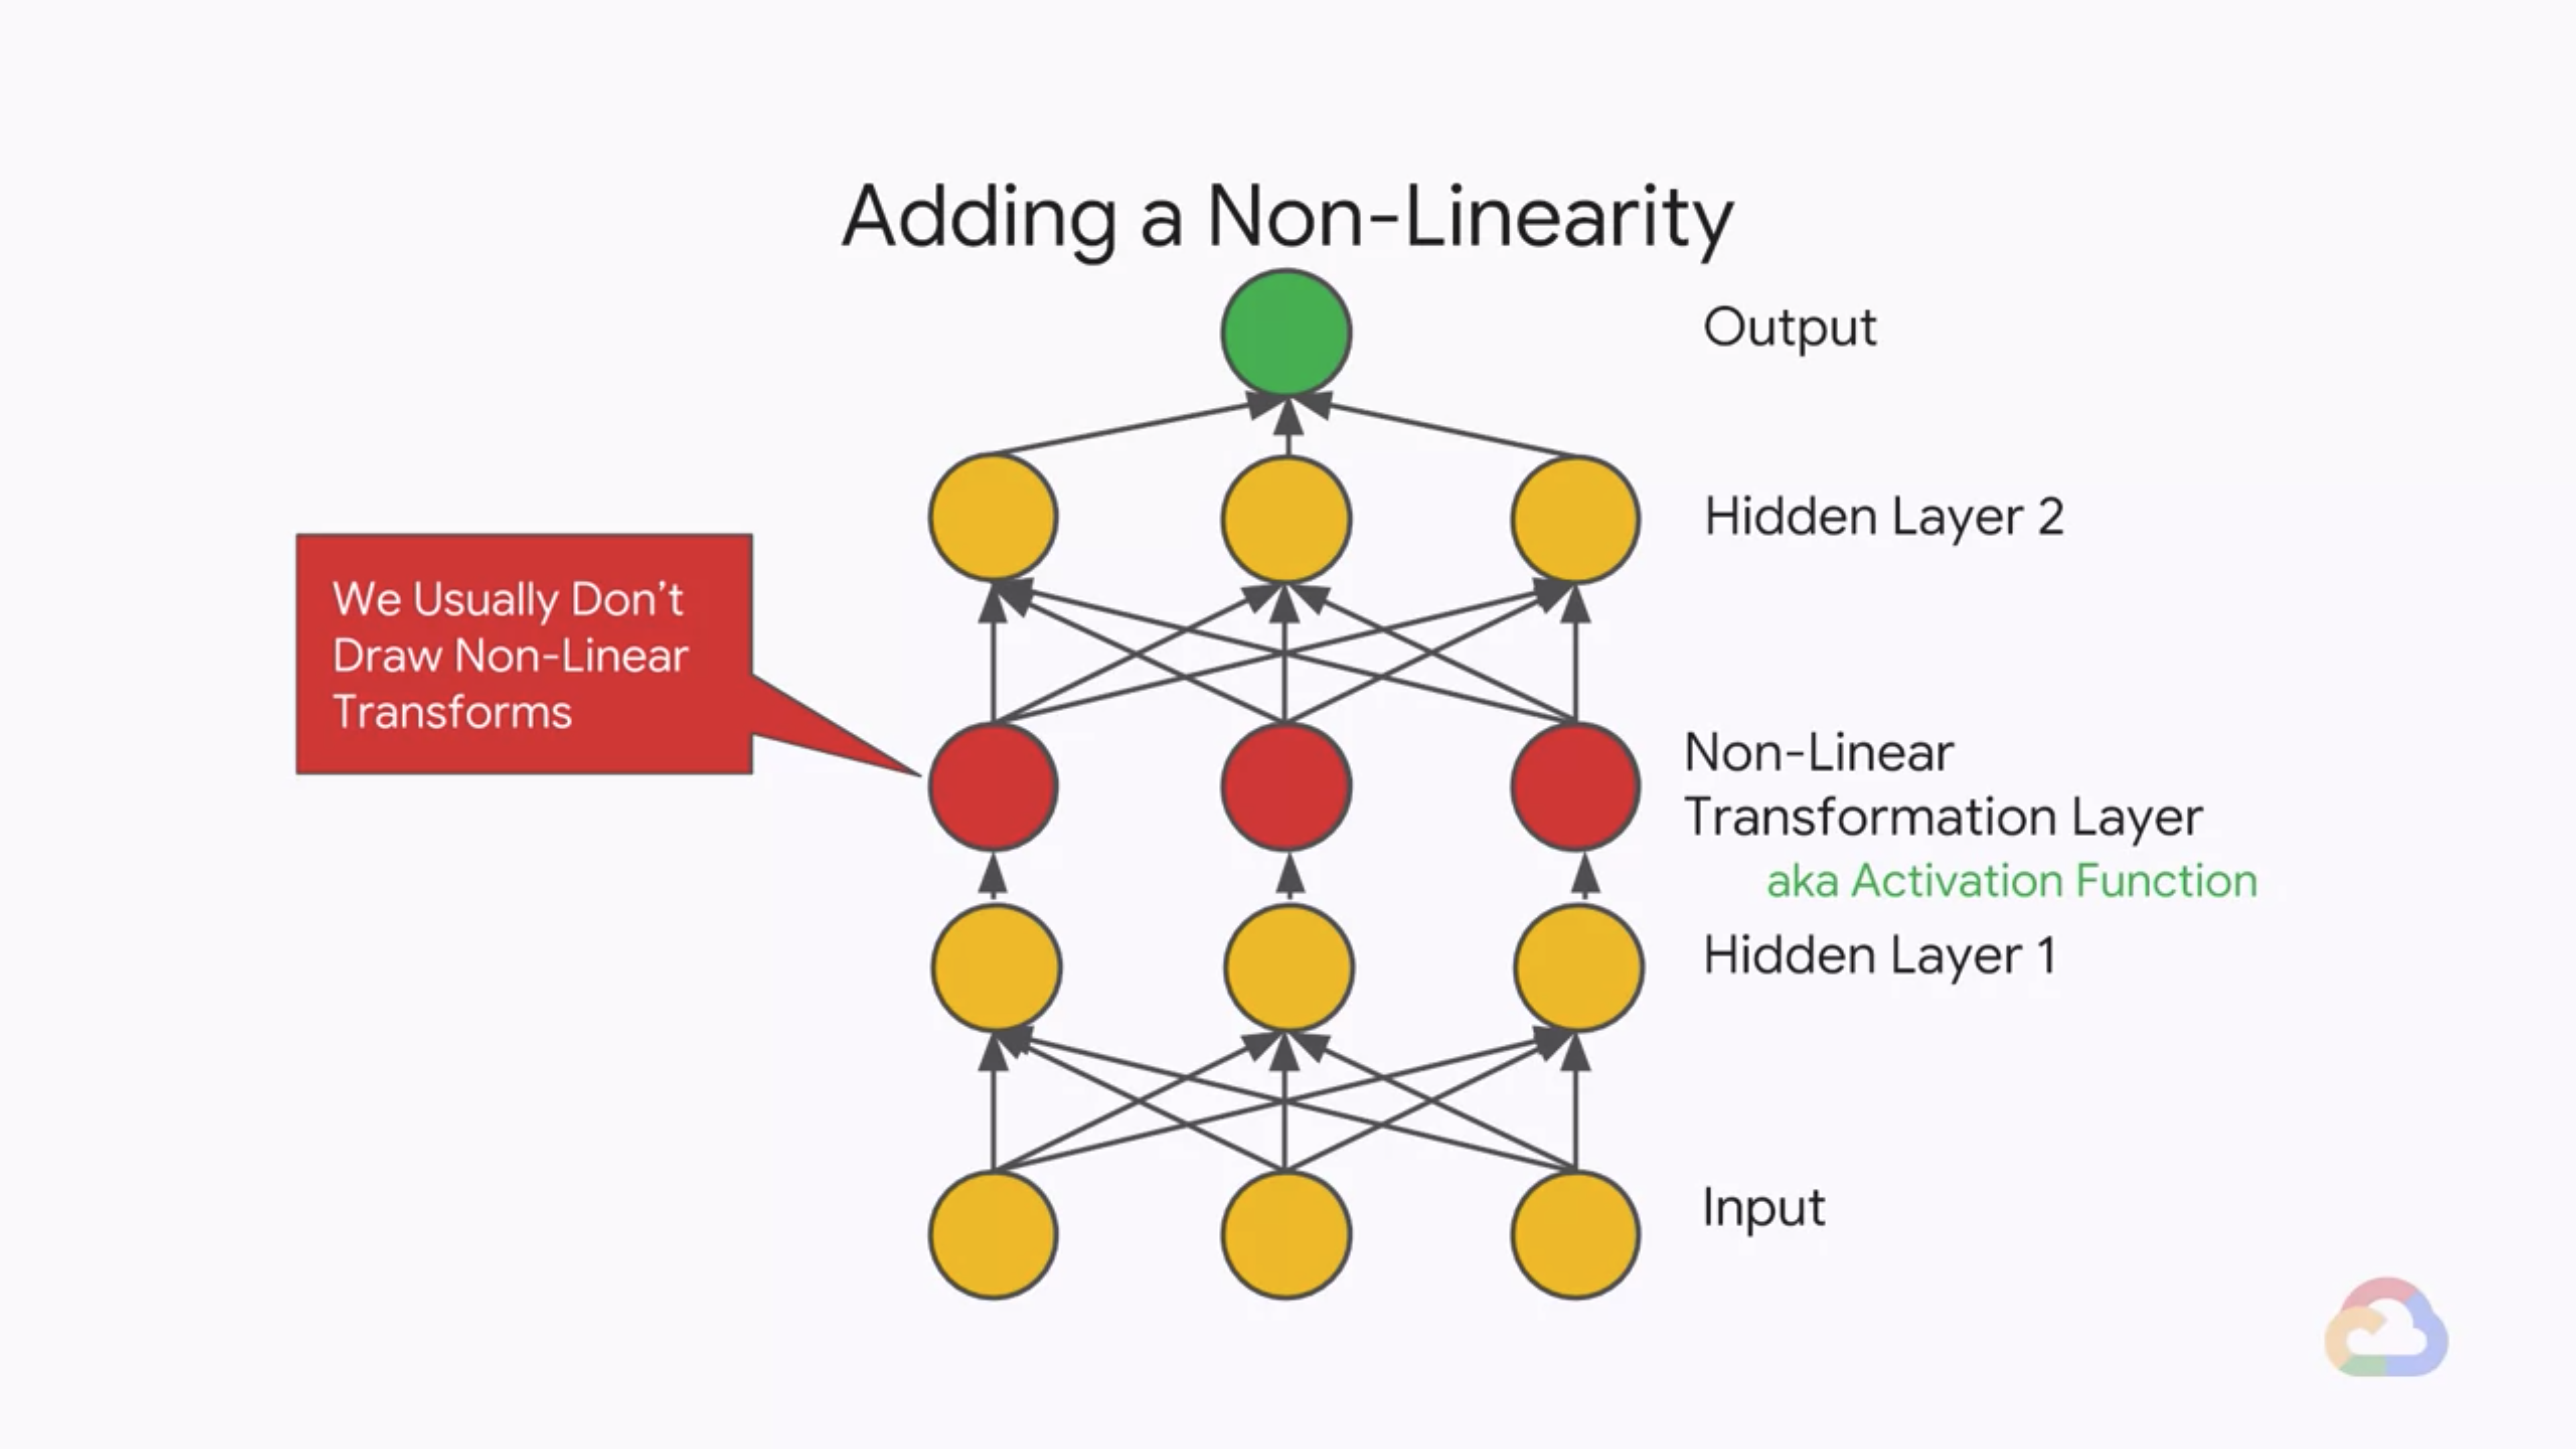 Adding a Non-Linearity
Output
Hidden Layer 2
We Usually Don't
Draw Non-Linear
Transforms
Non-Linear
Transformation Layer
aka Activation Function
Hidden Layer 1
Input